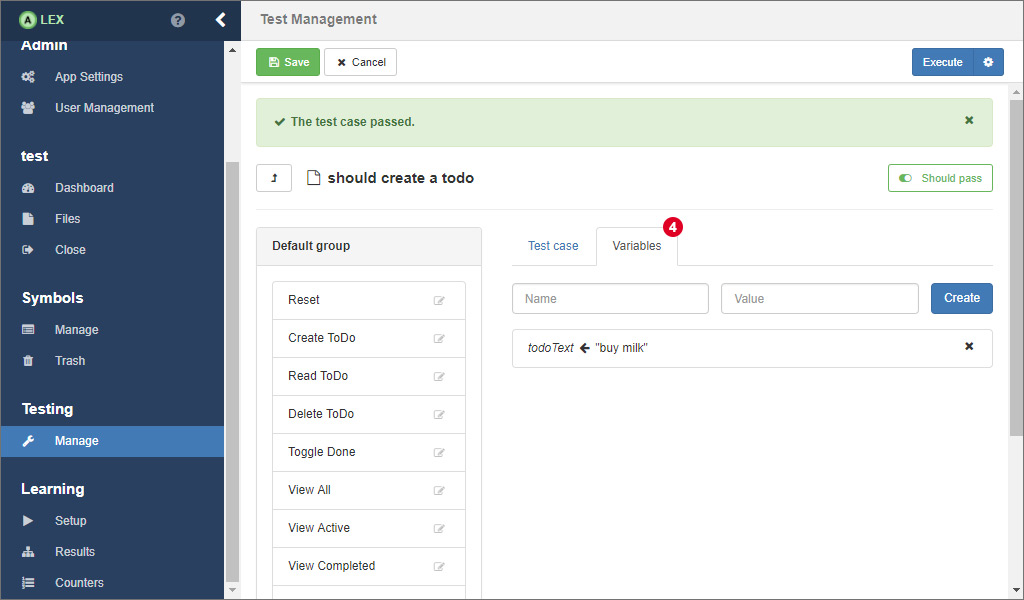 A LEX
?
Admin
App Settings
User Management
test
Dashboard
Files
Close
Symbols
Manage
Trash
Testing
Manage
Learning
Setup
Results
Counters
Test Management
Save
Cancel
Execute
The test case passed.
should create a todo
Should pass
Default group
Reset
Create ToDo
Read ToDo
Delete ToDo
Toggle Done
View All
View Active
View Completed
Test case
Variables
4
Name
Value
Create
todoText ← "buy milk"